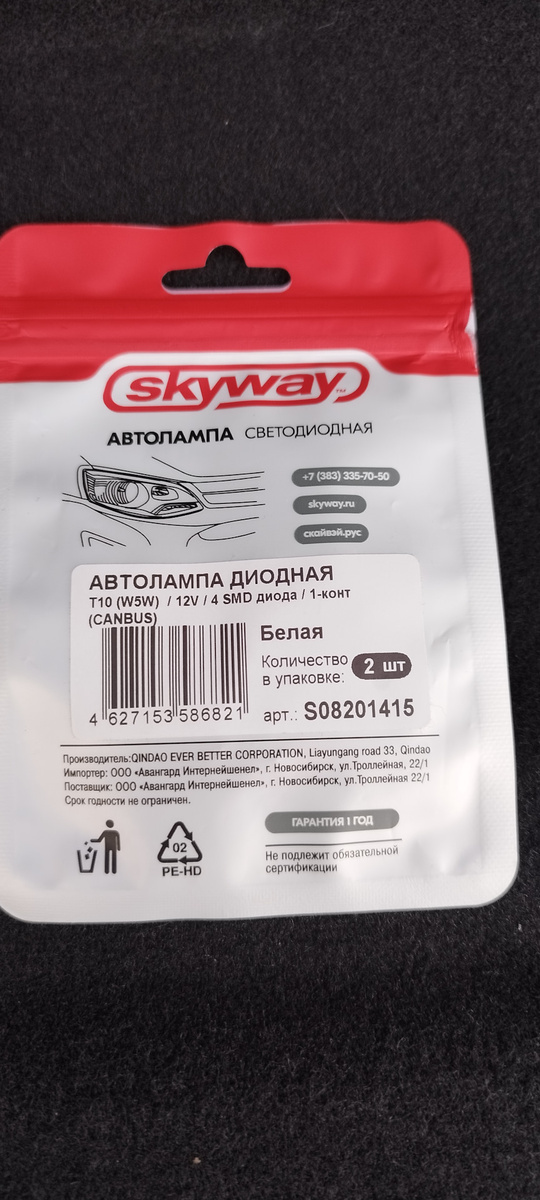 skyway™
АВТОЛАМПА СВЕТОДИОДНАЯ
+7 (383) 335-70-50
skyway.ru
скайвэй.рус
АВТОЛАМПА ДИОДНАЯ
T10 (W5W) / 12V / 4 SMD диода / 1-конт
(CANBUS)
Белая
Количество
в упаковке:
2 шт
4 627153 586821
арт.: S08201415
Производитель:QINDAO EVER BETTER CORPORATION, Liayungang road 33, Qindao
Импортер: ООО «Авангард Интернейшенел», г. Новосибирск, ул.Троллейная, 22/1
Поставщик: ООО «Авангард Интернейшенел», г. Новосибирск, ул.Троллейная, 22/1
Срок годности не ограничен.
02
PE-HD
ГАРАНТИЯ 1 ГОД
Не подлежит обязательной
сертификации